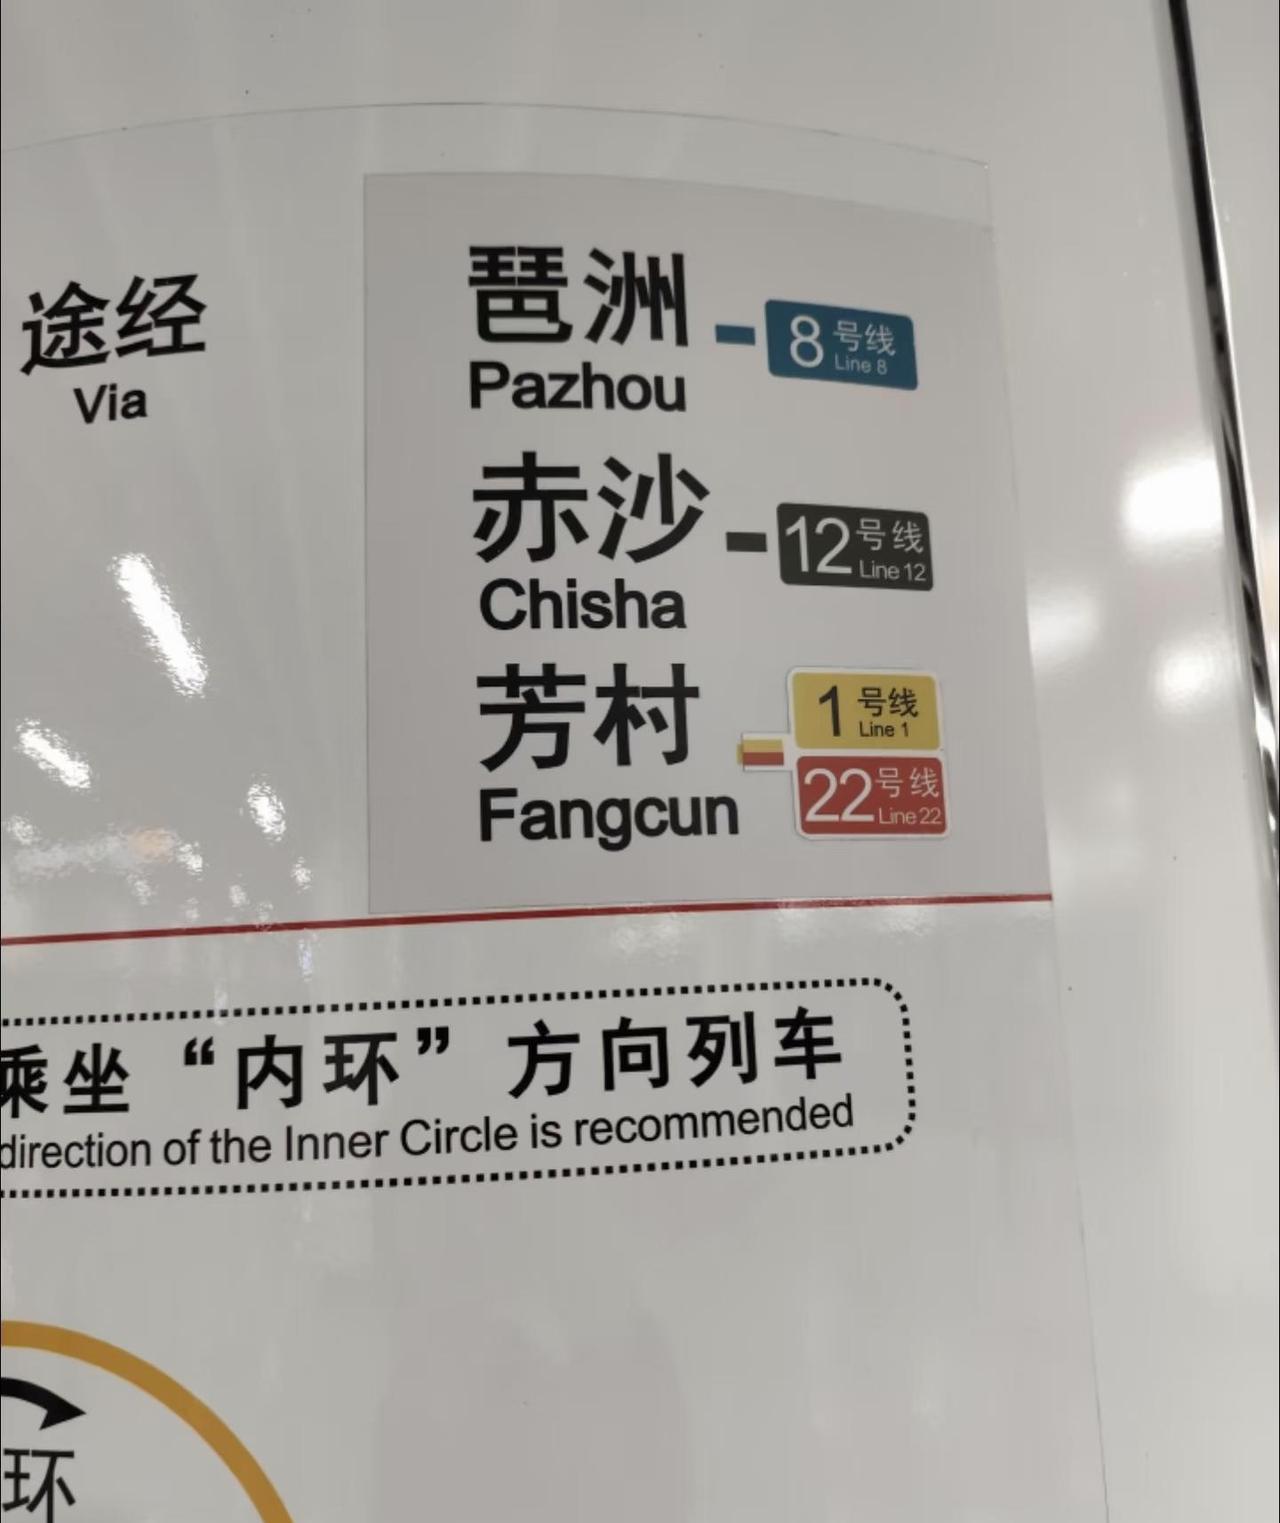 途经
Via
琶洲
Pazhou
8号线
Line 8
赤沙
Chisha
12号线
Line 12
芳村
Fangcun
1号线
Line 1
22号线
Line 22
乘坐“内环”方向列车
direction of the Inner Circle is recommended
环